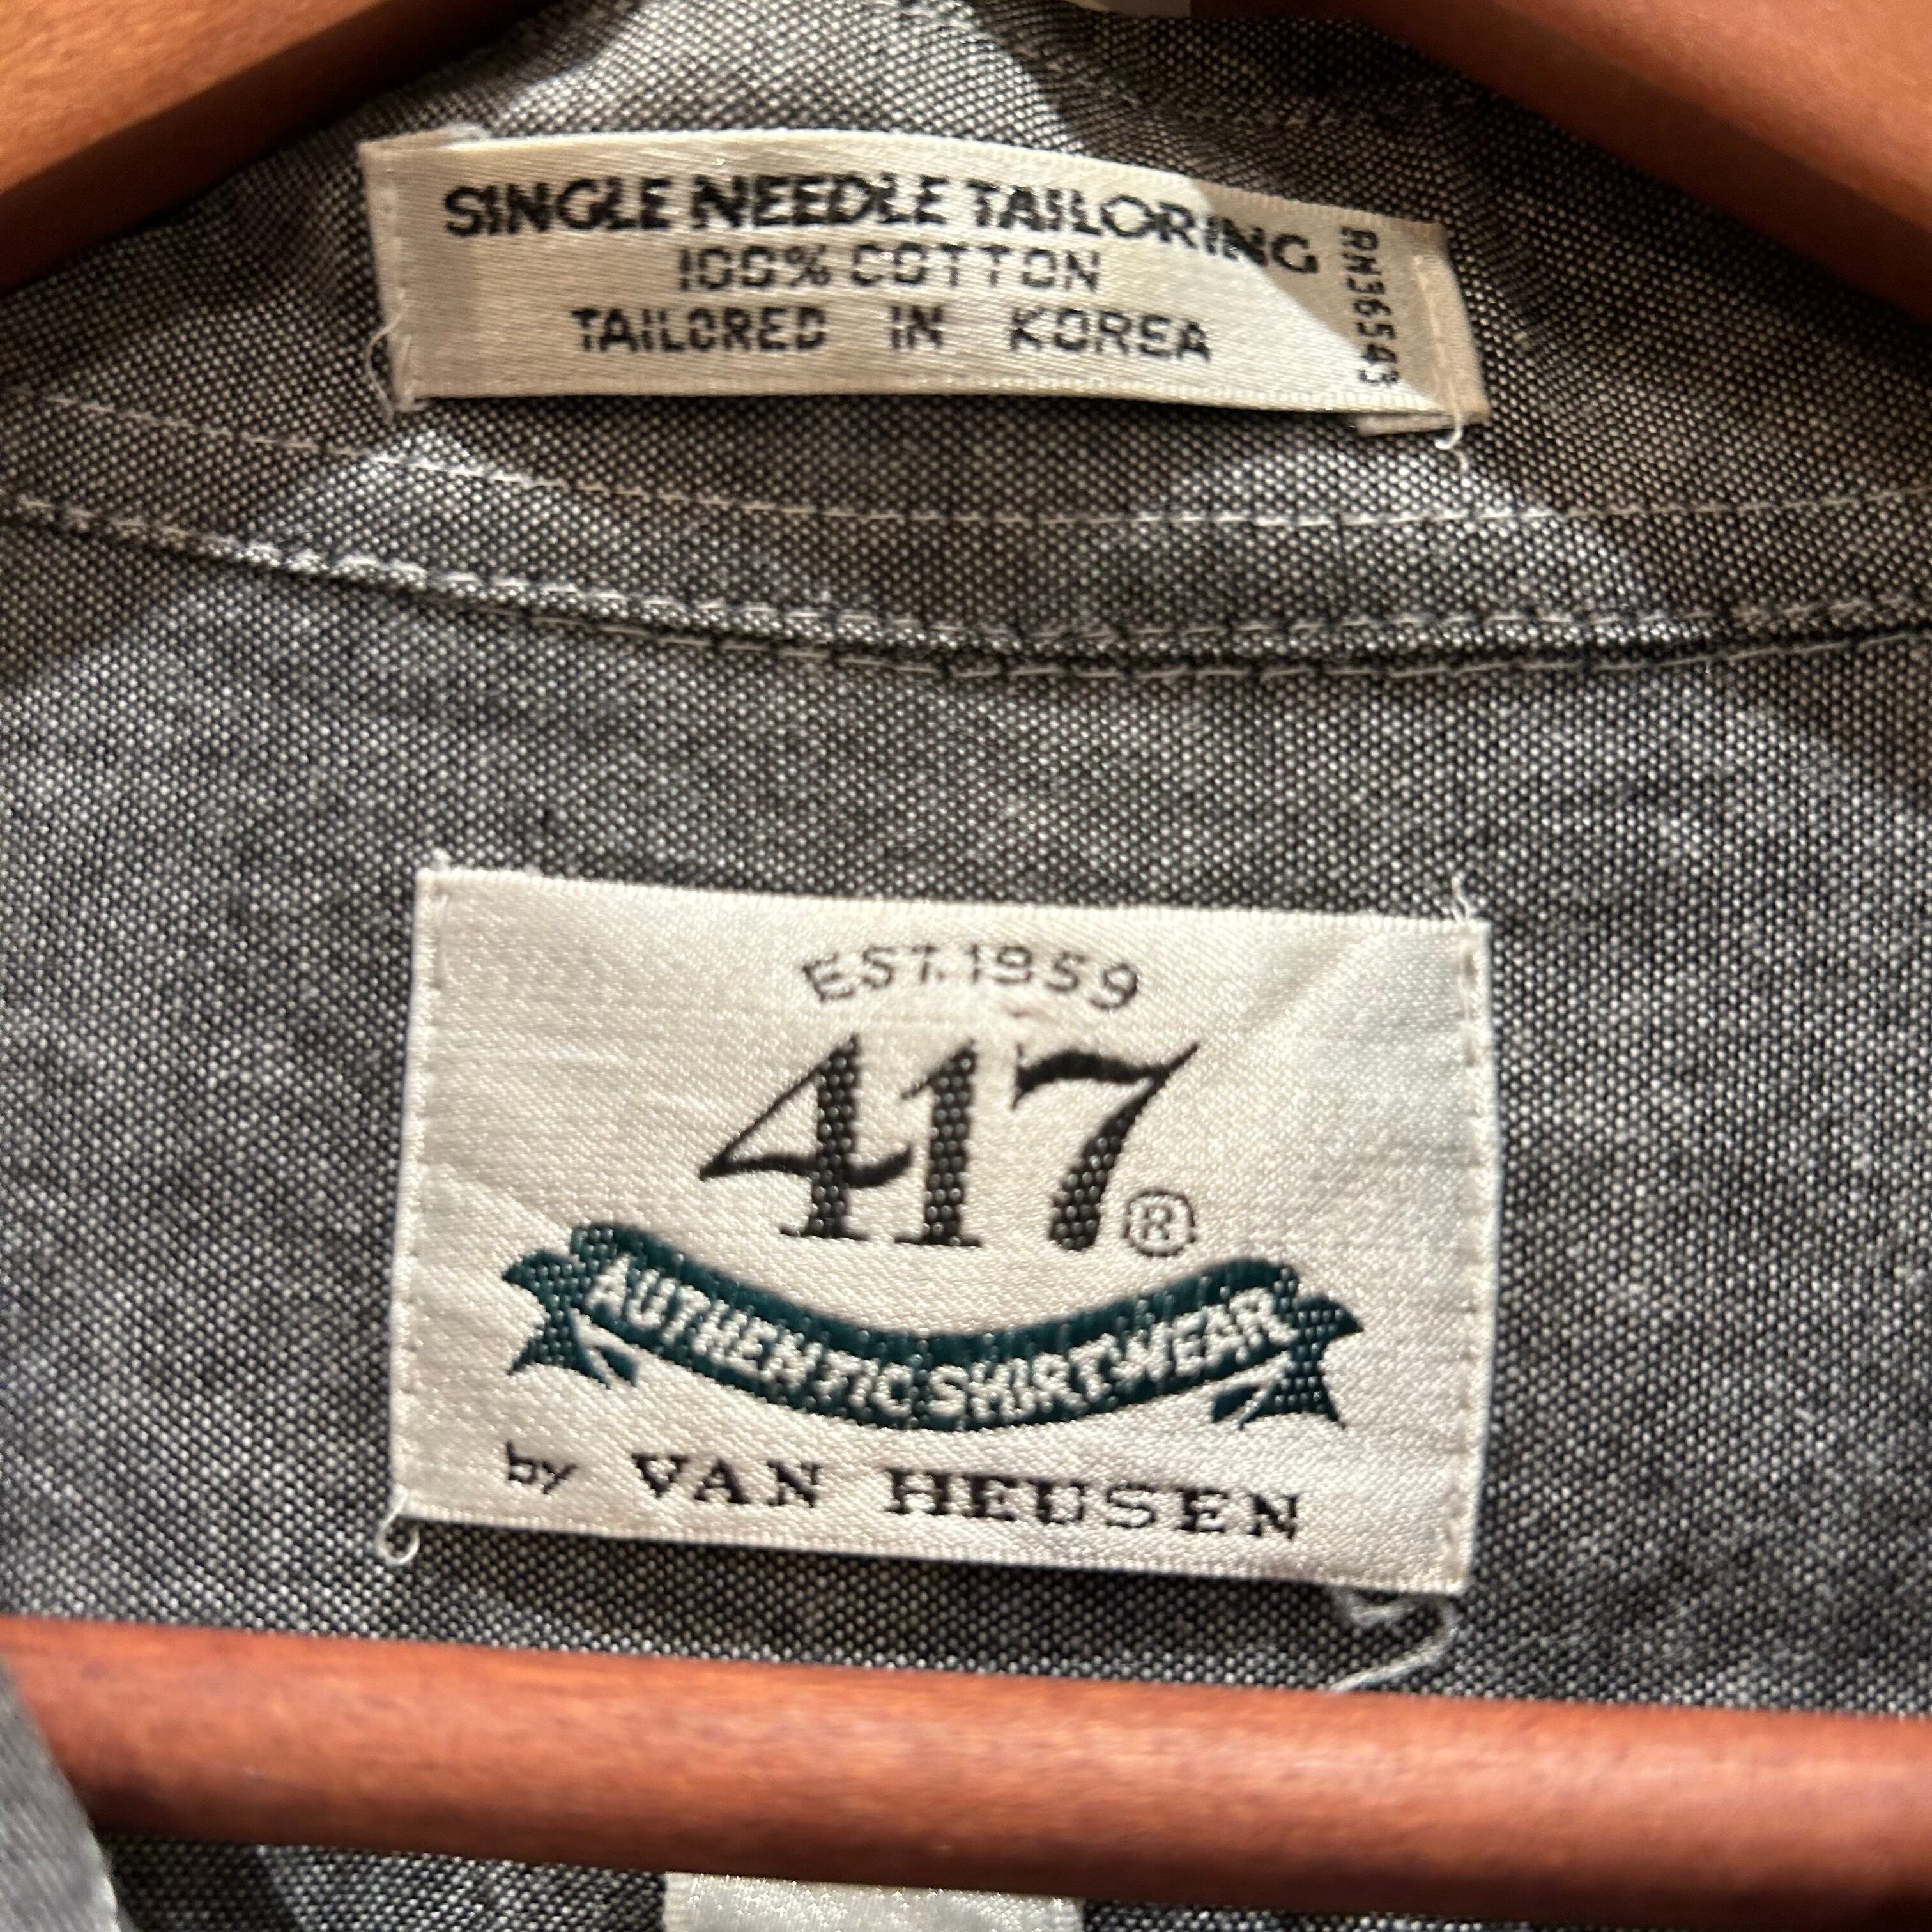 SINGLE NEEDLE TAILORING
100% COTTON
TAILORED IN KOREA
RN36543
EST. 1959
417®
AUTHENTIC SHIRTWEAR
by VAN HEUSEN